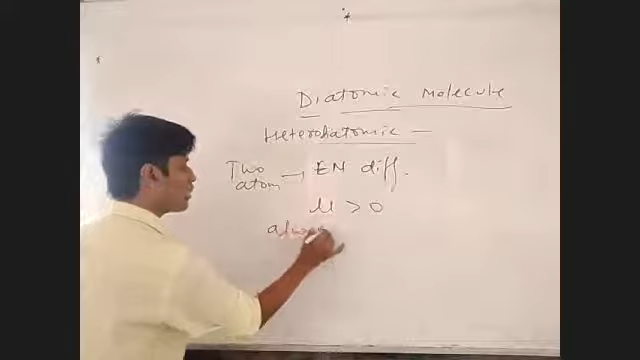 Diatomic Molecule
Heterodiatomic —
Two atom → EN diff.
μ > 0